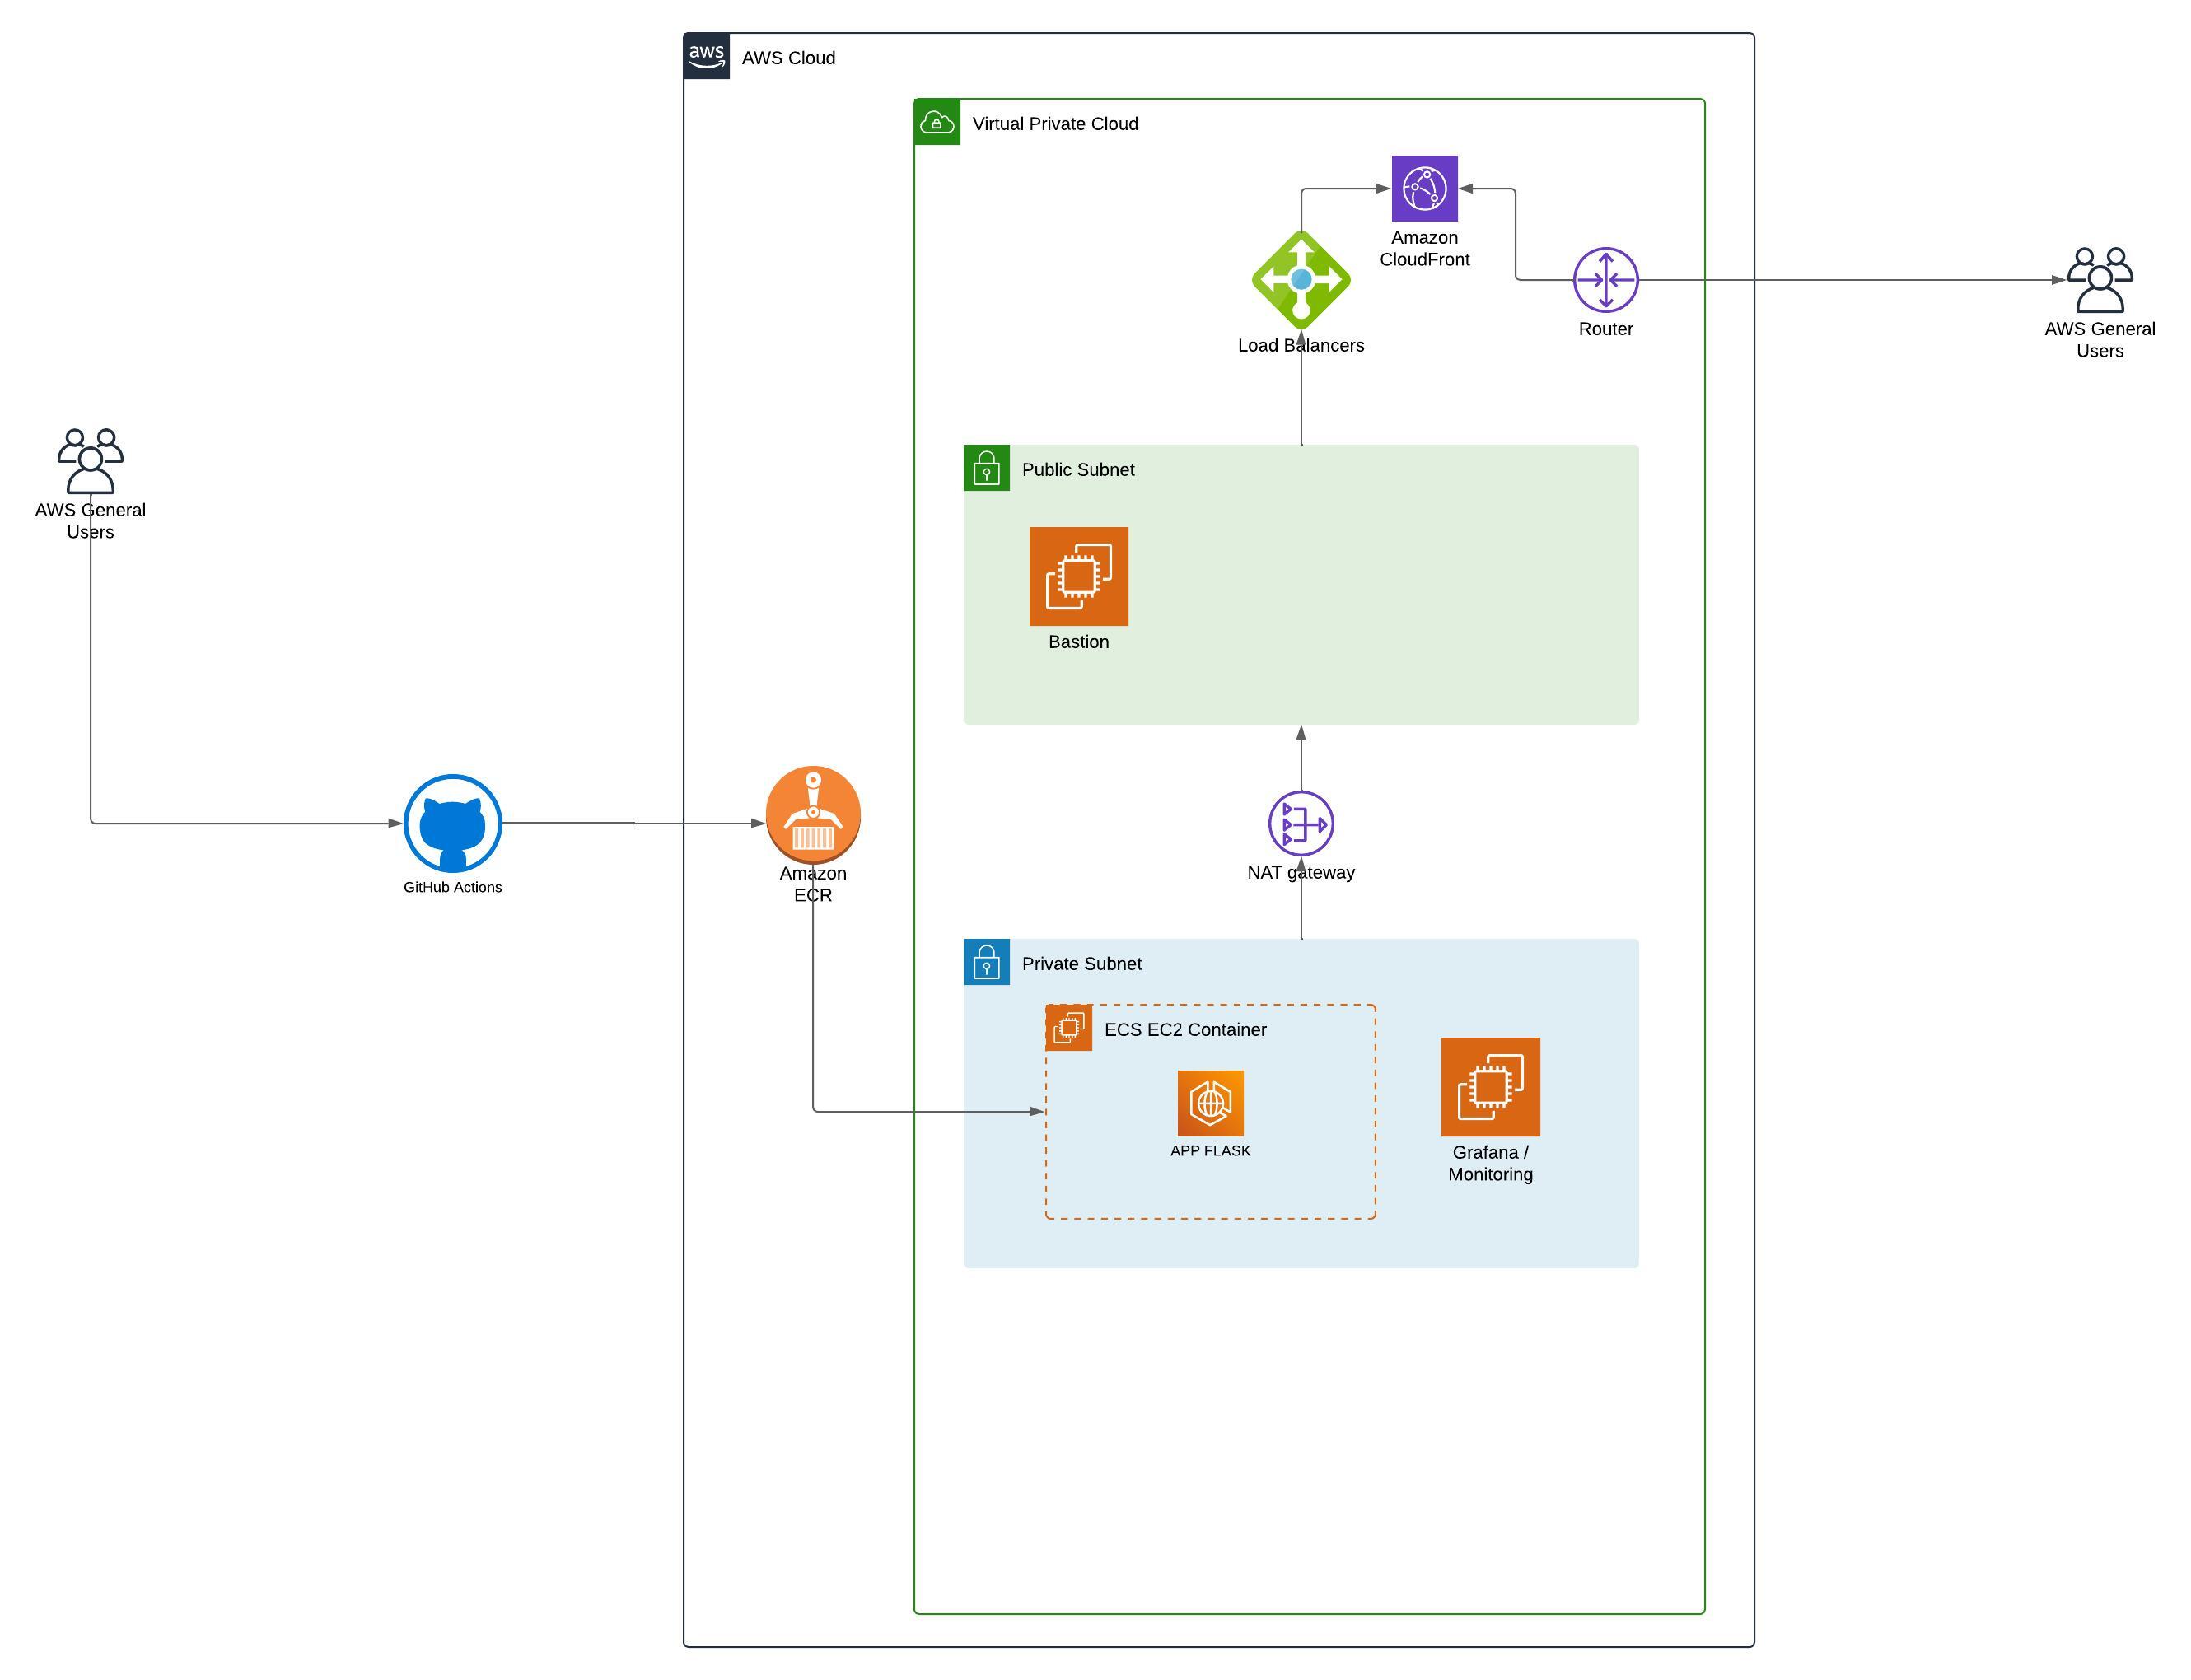 aws
AWS Cloud
Virtual Private Cloud
Amazon
CloudFront
Load Balancers
Router
AWS General
Users
AWS General
Users
Public Subnet
Bastion
GitHub Actions
Amazon
ECR
NAT gateway
Private Subnet
ECS EC2 Container
APP FLASK
Grafana /
Monitoring